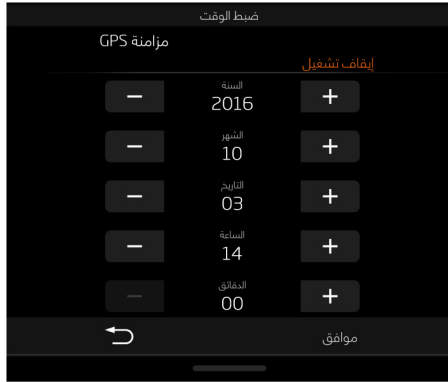 ضبط الوقت
مزامنة GPS
إيقاف تشغيل
السنة
− 2016 +
الشهر
− 10 +
التاريخ
− 03 +
الساعة
− 14 +
الدقائق
− 00 +
موافق